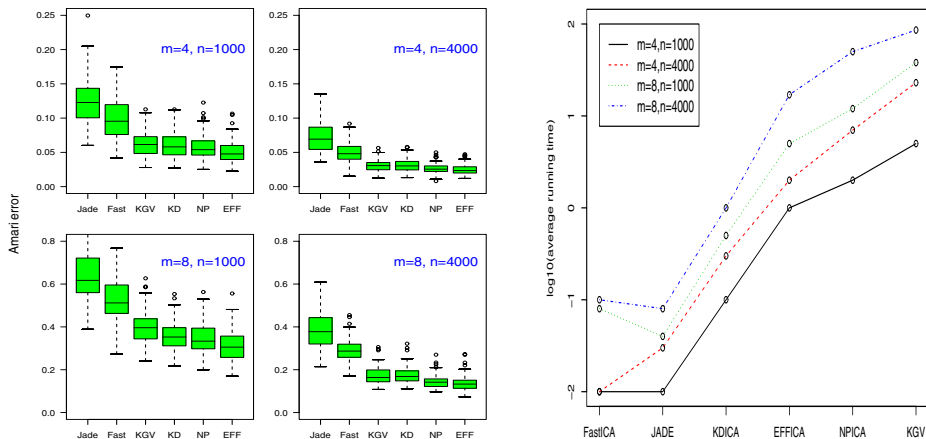 Amari error
0.25
0.20
0.15
0.10
0.05
0.00
m=4, n=1000
Jade Fast KGV KD NP EFF
0.25
0.20
0.15
0.10
0.05
0.00
m=4, n=4000
Jade Fast KGV KD NP EFF
0.8
0.6
0.4
0.2
0.0
m=8, n=1000
Jade Fast KGV KD NP EFF
0.8
0.6
0.4
0.2
0.0
m=8, n=4000
Jade Fast KGV KD NP EFF
log10(average running time)
2
1
0
−1
−2
m=4,n=1000
m=4,n=4000
m=8,n=1000
m=8,n=4000
FastICA JADE KDICA EFFICA NPICA KGV